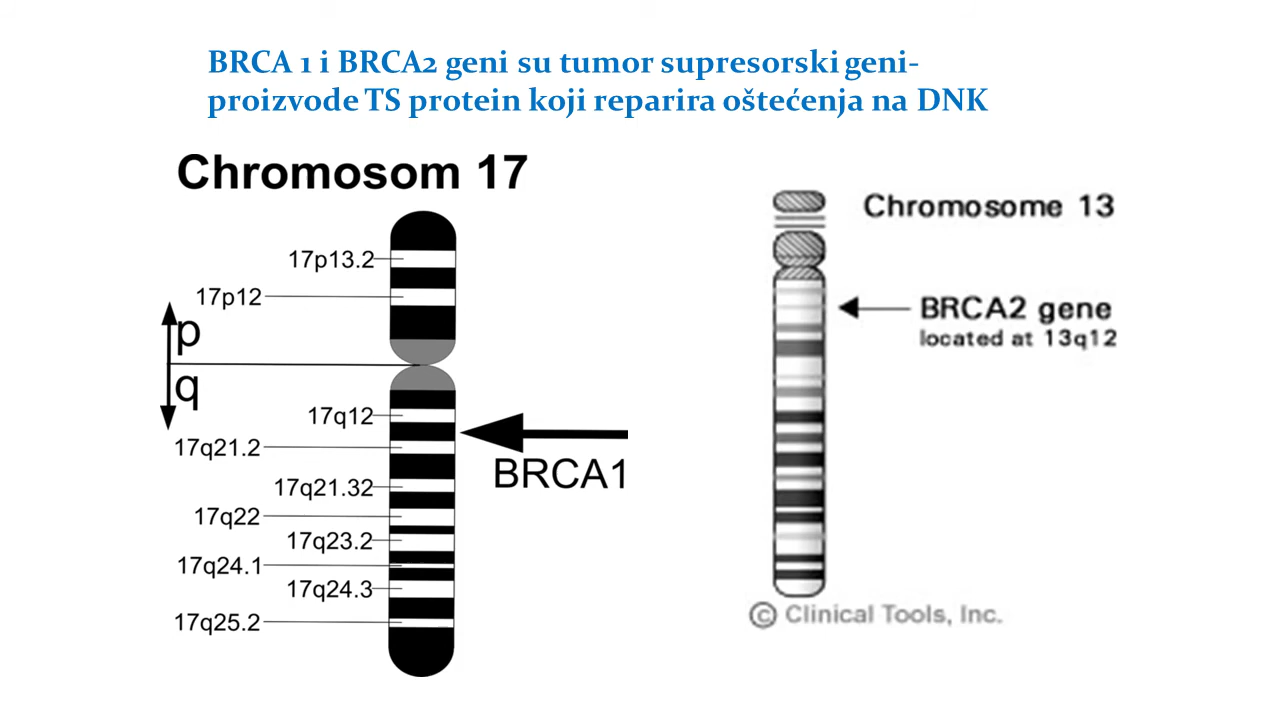 BRCA 1 i BRCA2 geni su tumor supresorski geni-
proizvode TS protein koji reparira oštećenja na DNK
Chromosom 17
17p13.2
17p12
p
q
17q12
17q21.2
17q21.32
17q22
17q23.2
17q24.1
17q24.3
17q25.2
BRCA1
Chromosome 13
BRCA2 gene
located at 13q12
© Clinical Tools, Inc.